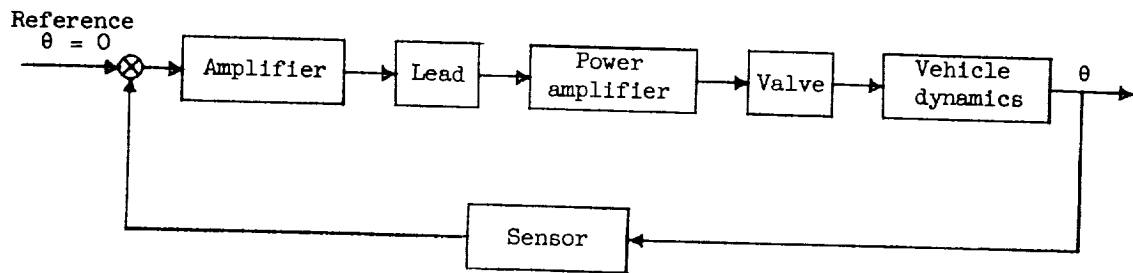 Reference
θ = 0
Amplifier
Lead
Power
amplifier
Valve
Vehicle
dynamics
θ
Sensor